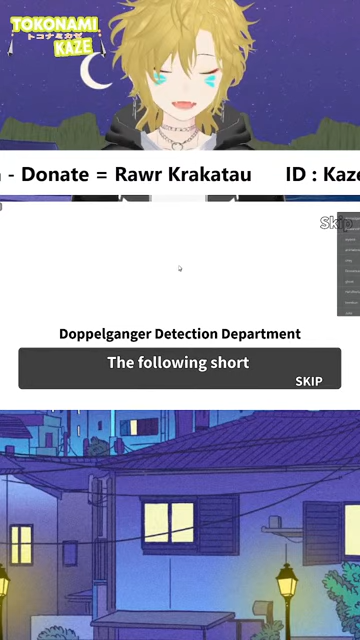 TOKONAMI
トコナミカゼ
KAZE
- Donate = Rawr Krakatau ID : Kaze
Skip
Doppelganger Detection Department
The following short
SKIP